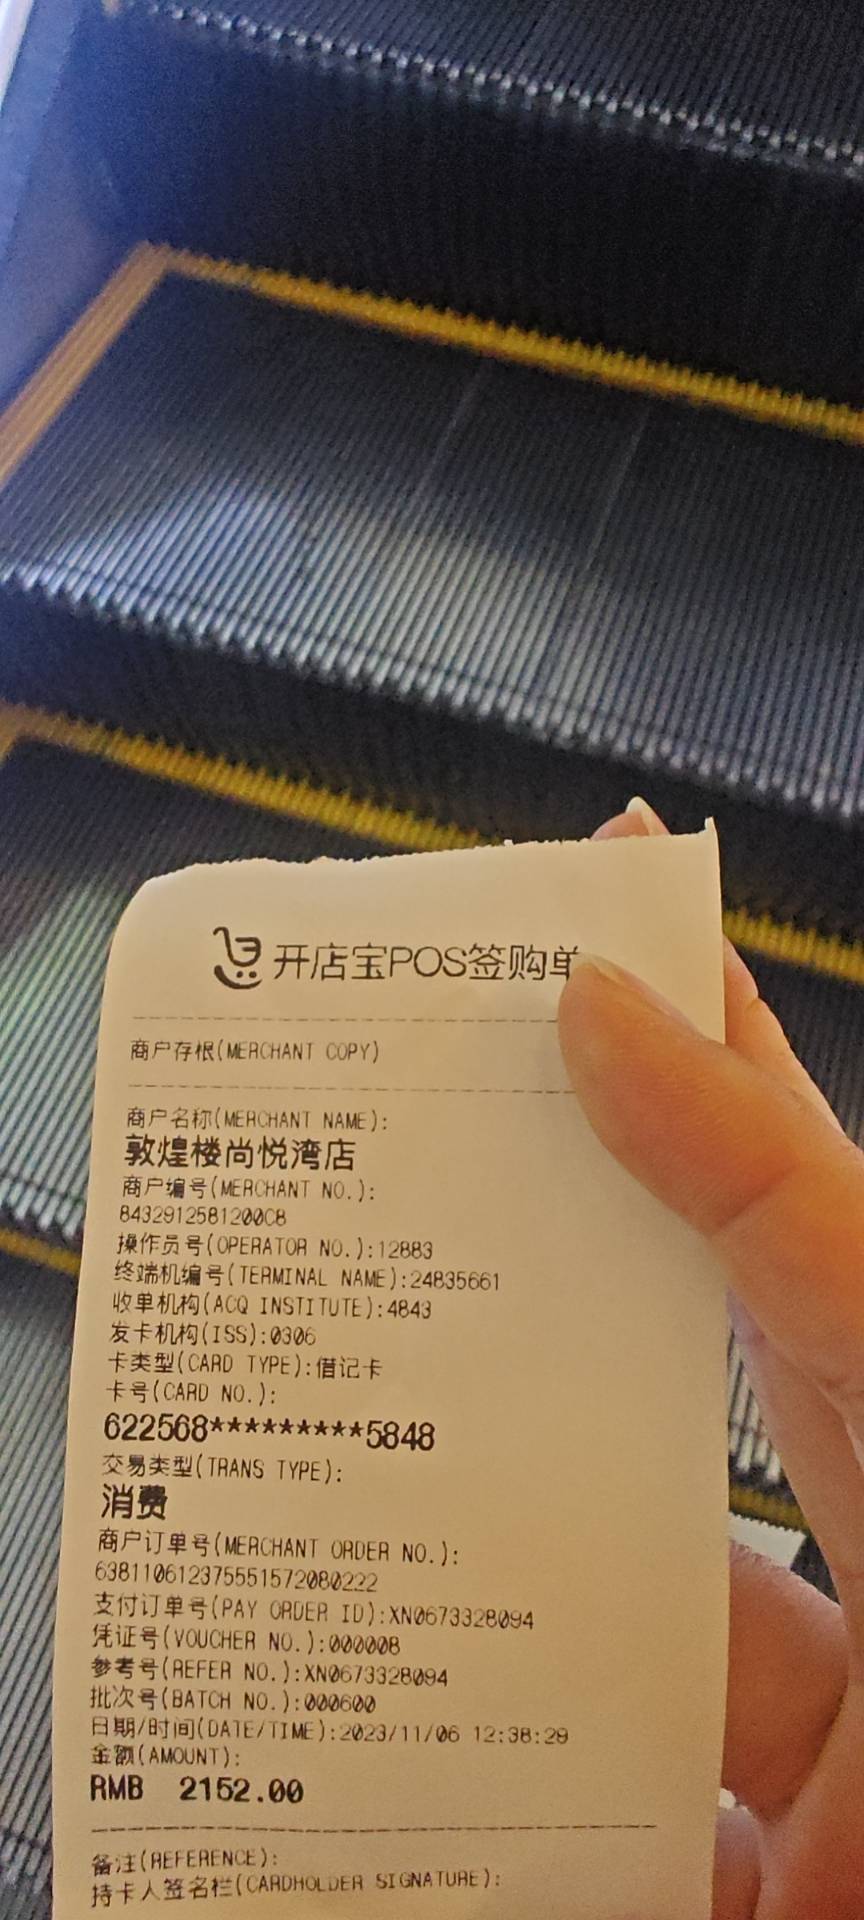 开店宝POS签购单
商户存根(MERCHANT COPY)
商户名称(MERCHANT NAME):
敦煌楼尚悦湾店
商户编号(MERCHANT NO.):
8432912581200C8
操作员号(OPERATOR NO.):12883
终端机编号(TERMINAL NAME):24835661
收单机构(ACQ INSTITUTE):4843
发卡机构(ISS):0306
卡类型(CARD TYPE):借记卡
卡号(CARD NO.):
622568*********5848
交易类型(TRANS TYPE):
消费
商户订单号(MERCHANT ORDER NO.):
638110612375551572080222
支付订单号(PAY ORDER ID):XN0673328094
凭证号(VOUCHER NO.):000008
参考号(REFER NO.):XN0673328094
批次号(BATCH NO.):000600
日期/时间(DATE/TIME):2023/11/06 12:38:29
金额(AMOUNT):
RMB 2152.00
备注(REFERENCE):
持卡人签名栏(CARDHOLDER SIGNATURE):